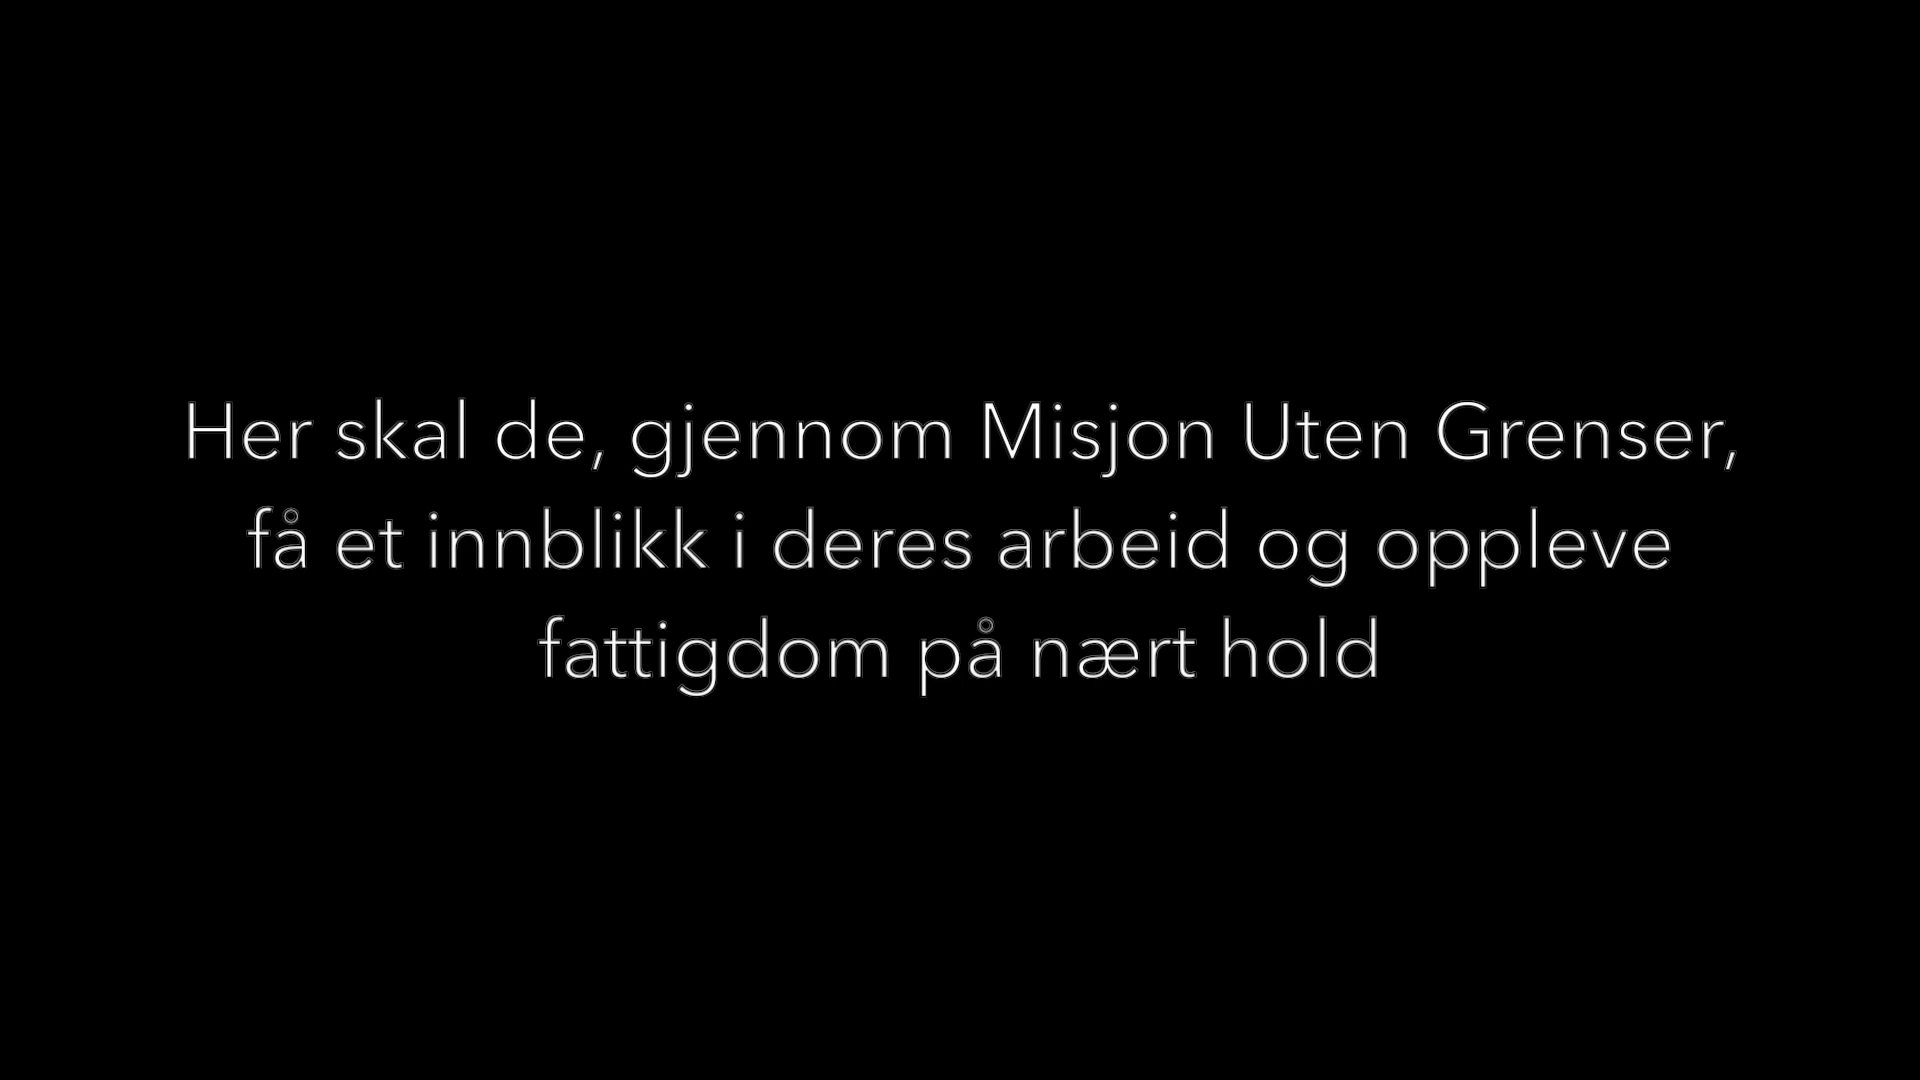 Her skal de, gjennom Misjon Uten Grenser,
få et innblikk i deres arbeid og oppleve
fattigdom på nært hold